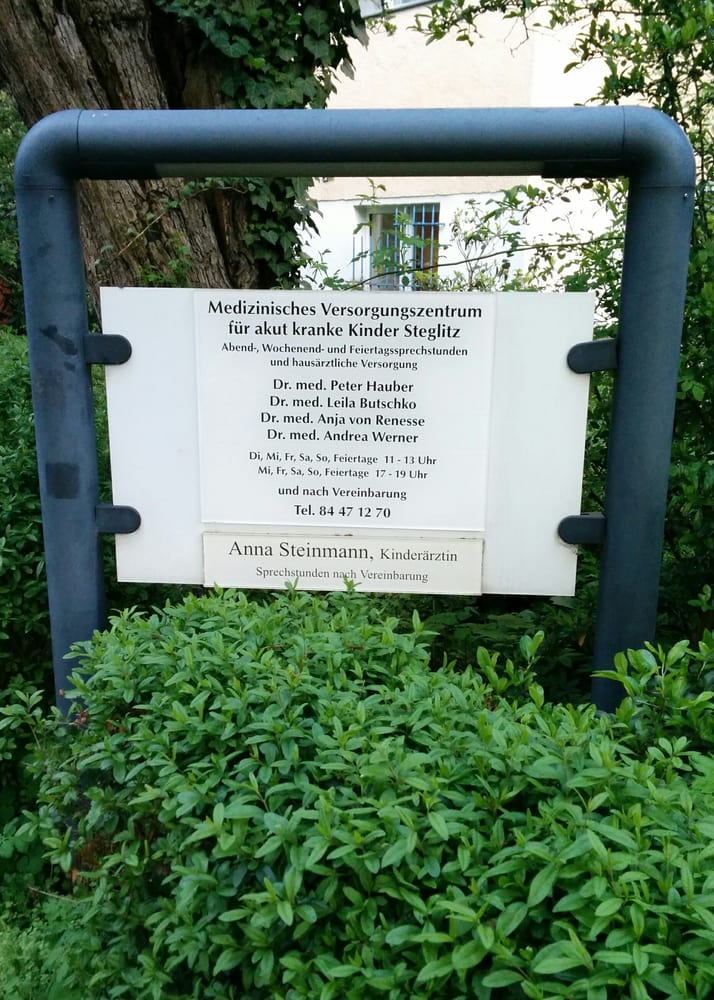 Medizinisches Versorgungszentrum
für akut kranke Kinder Steglitz
Abend-, Wochenend- und Feiertagssprechstunden
und hausärztliche Versorgung
Dr. med. Peter Hauber
Dr. med. Leila Butschko
Dr. med. Anja von Renesse
Dr. med. Andrea Werner
Di, Mi, Fr, Sa, So, Feiertage 11 - 13 Uhr
Mi, Fr, Sa, So, Feiertage 17 - 19 Uhr
und nach Vereinbarung
Tel. 84 47 12 70
Anna Steinmann, Kinderärztin
Sprechstunden nach Vereinbarung